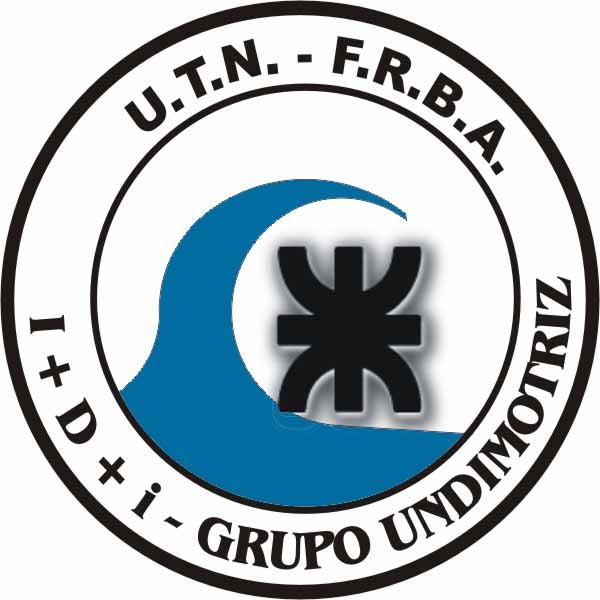 U.T.N. - F.R.B.A.
I + D + i - GRUPO UNDIMOTRIZ